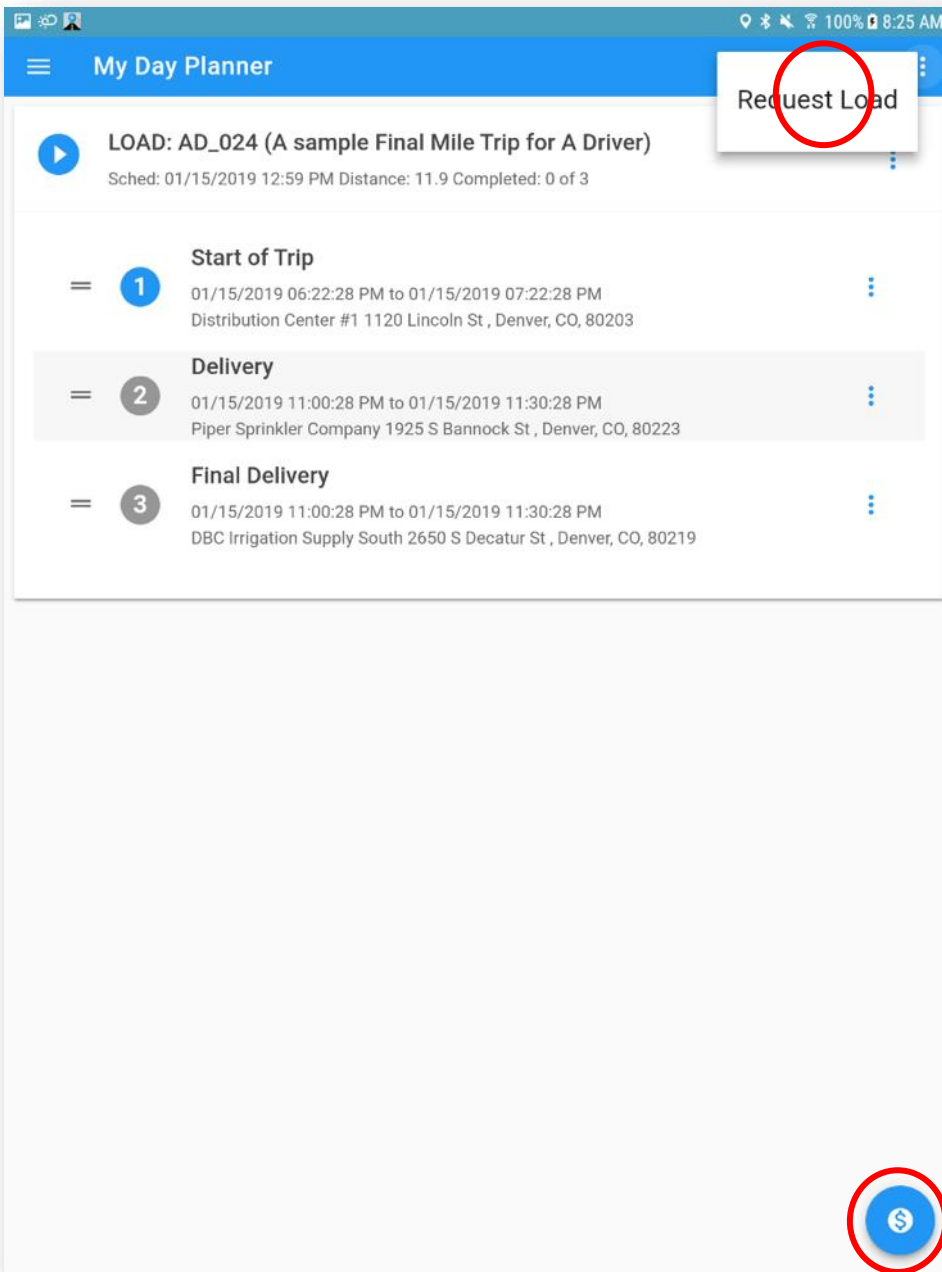 100% 8:25 AM
My Day Planner
Request Load
LOAD: AD_024 (A sample Final Mile Trip for A Driver)
Sched: 01/15/2019 12:59 PM Distance: 11.9 Completed: 0 of 3
1
Start of Trip
01/15/2019 06:22:28 PM to 01/15/2019 07:22:28 PM
Distribution Center #1 1120 Lincoln St , Denver, CO, 80203
2
Delivery
01/15/2019 11:00:28 PM to 01/15/2019 11:30:28 PM
Piper Sprinkler Company 1925 S Bannock St , Denver, CO, 80223
3
Final Delivery
01/15/2019 11:00:28 PM to 01/15/2019 11:30:28 PM
DBC Irrigation Supply South 2650 S Decatur St , Denver, CO, 80219
$